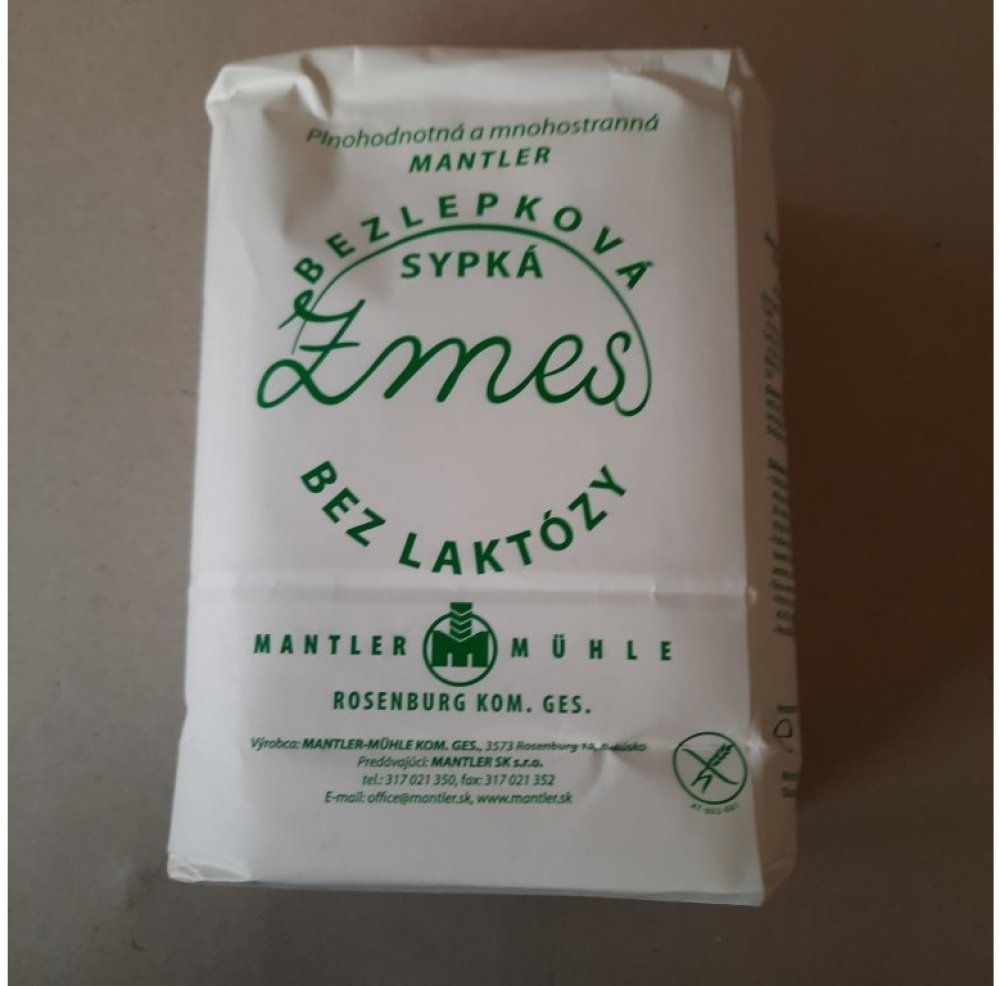 Plnohodnotná a mnohostranná
MANTLER
BEZLEPKOVÁ
SYPKÁ
Zmes
BEZ LAKTÓZY
MANTLER MÜHLE
ROSENBURG KOM. GES.
Výrobca: MANTLER-MÜHLE KOM. GES., 3573 Rosenburg
Predávajúci: MANTLER SK s.r.o.
tel.: 317 021 350, fax: 317 021 352
E-mail: office@mantler.sk, www.mantler.sk